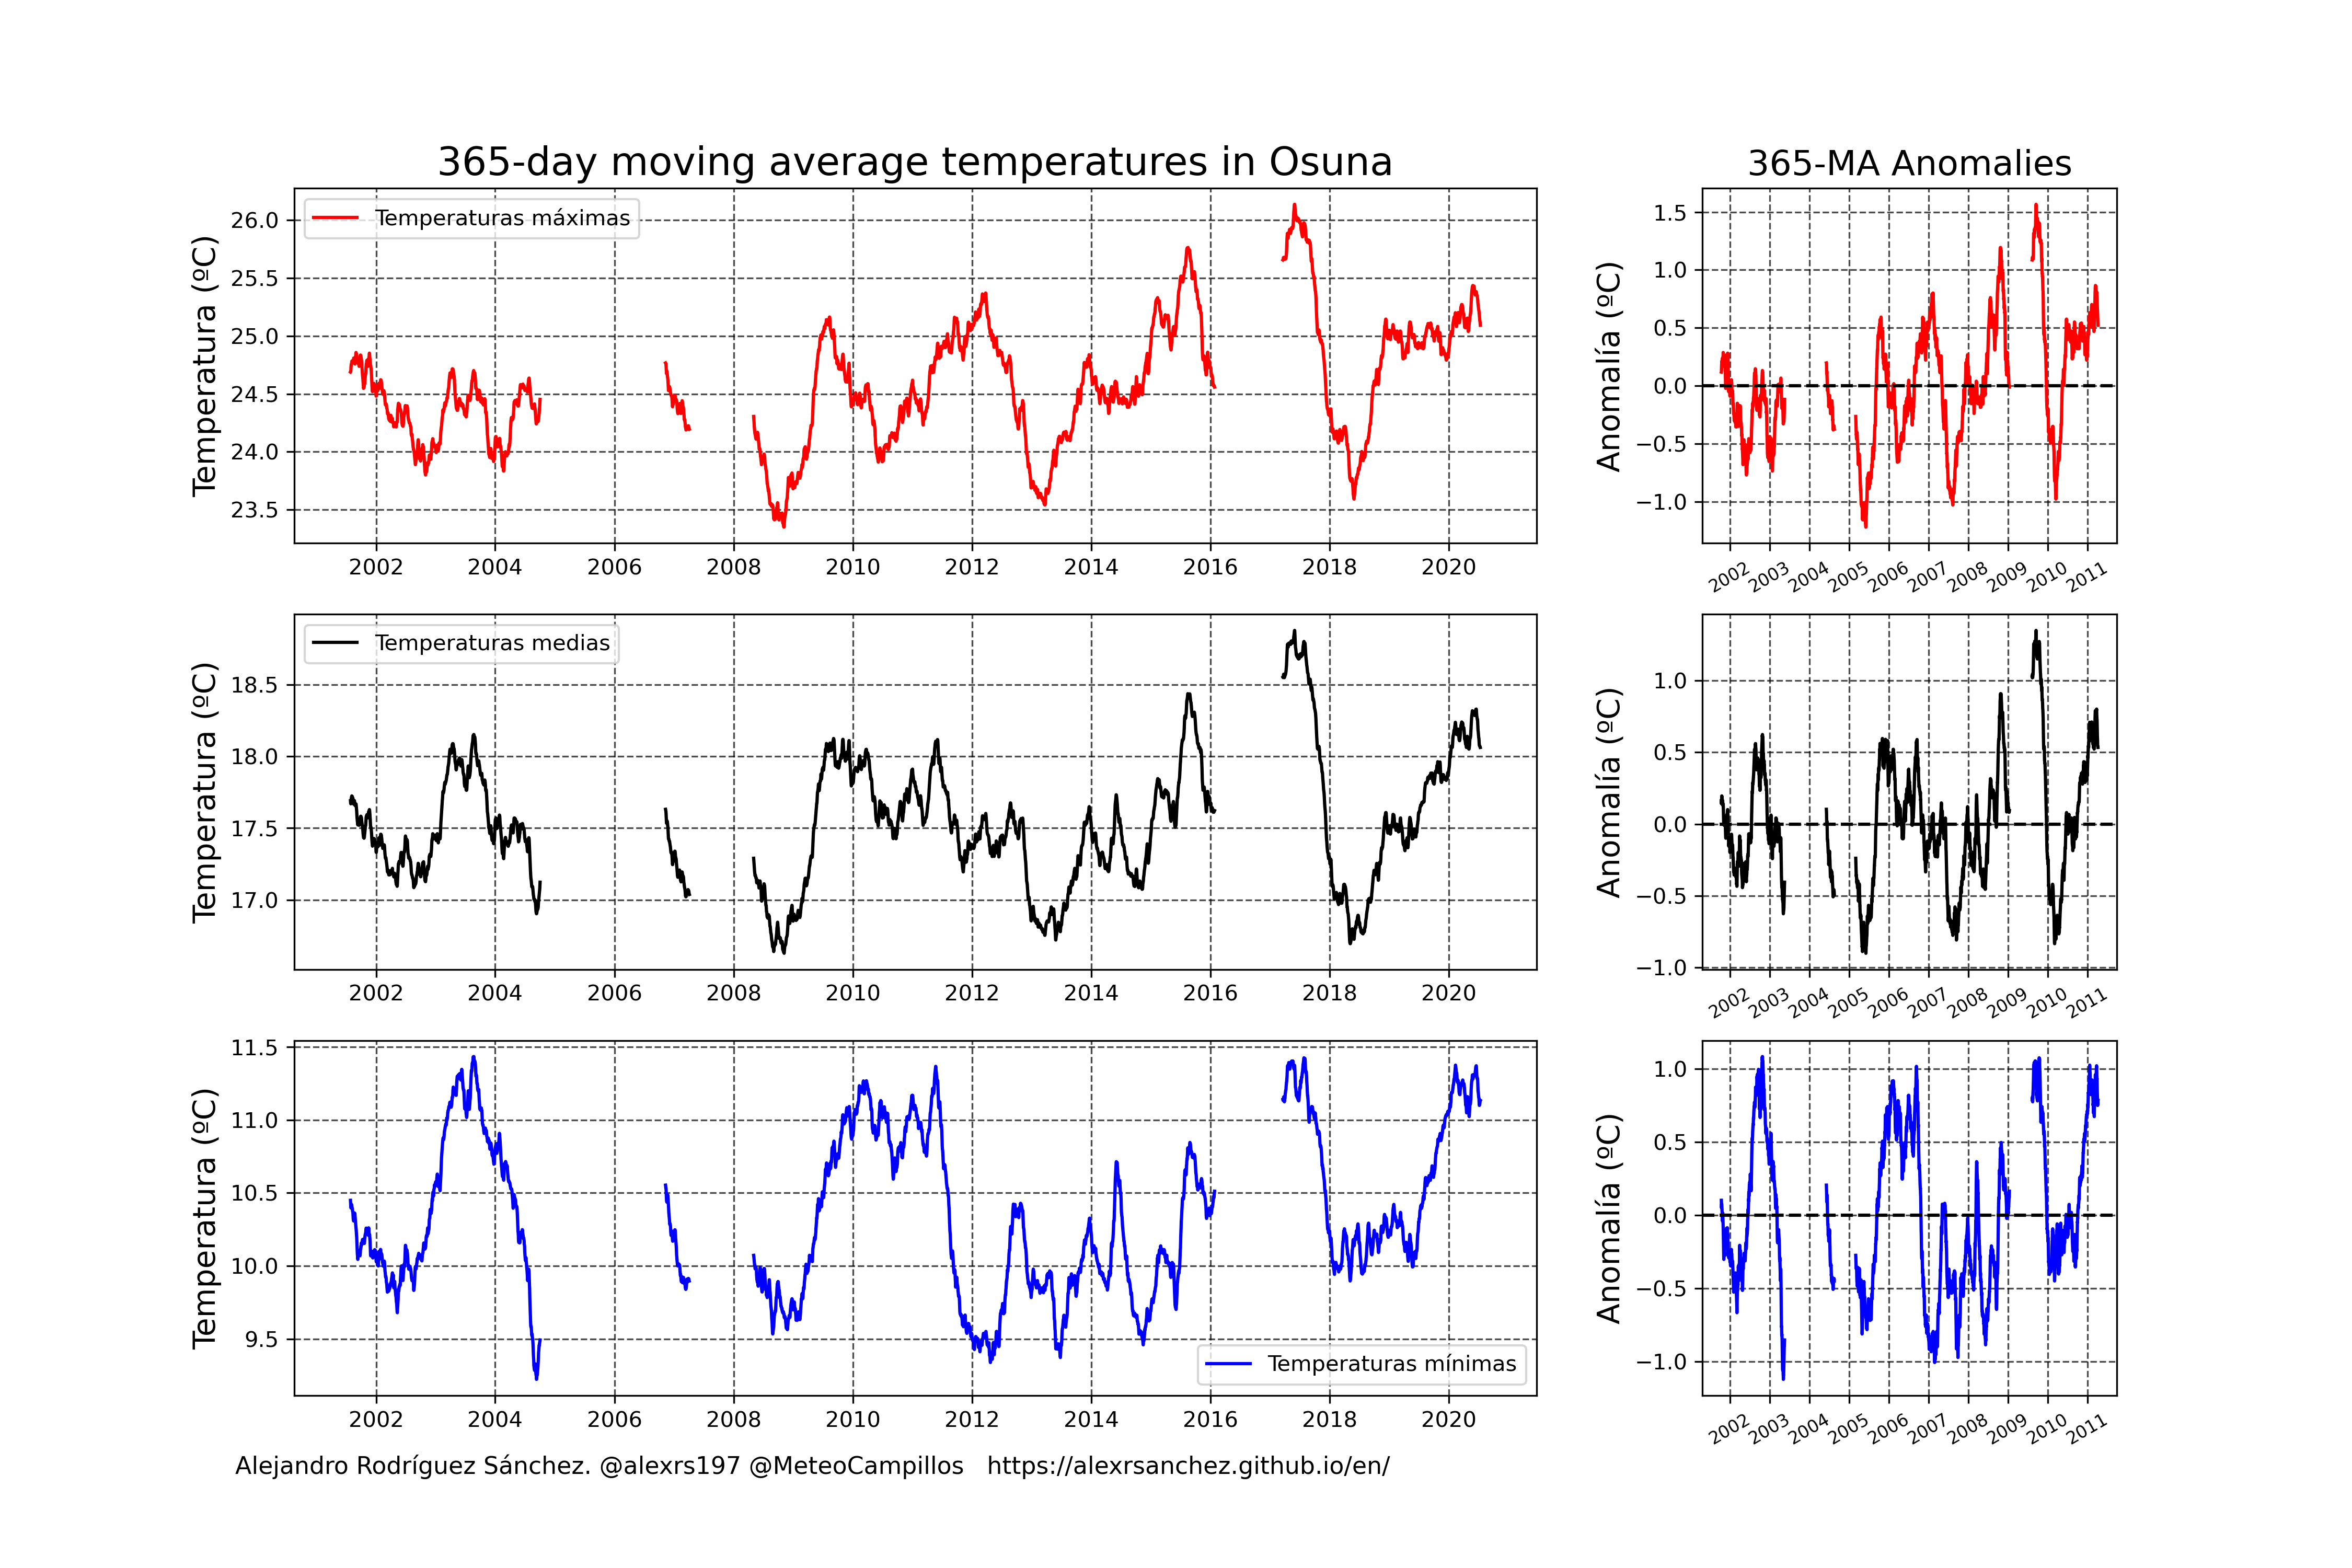 365-day moving average temperatures in Osuna
365-MA Anomalies
Temperatura (ºC)
26.0
25.5
25.0
24.5
24.0
23.5
Temperaturas máximas
2002 2004 2006 2008 2010 2012 2014 2016 2018 2020
Anomalía (ºC)
1.5
1.0
0.5
0.0
−0.5
−1.0
2002 2003 2004 2005 2006 2007 2008 2009 2010 2011
Temperatura (ºC)
18.5
18.0
17.5
17.0
Temperaturas medias
2002 2004 2006 2008 2010 2012 2014 2016 2018 2020
Anomalía (ºC)
1.0
0.5
0.0
−0.5
−1.0
2002 2003 2004 2005 2006 2007 2008 2009 2010 2011
Temperatura (ºC)
11.5
11.0
10.5
10.0
9.5
Temperaturas mínimas
2002 2004 2006 2008 2010 2012 2014 2016 2018 2020
Anomalía (ºC)
1.0
0.5
0.0
−0.5
−1.0
2002 2003 2004 2005 2006 2007 2008 2009 2010 2011
Alejandro Rodríguez Sánchez. @alexrs197 @MeteoCampillos https://alexrsanchez.github.io/en/